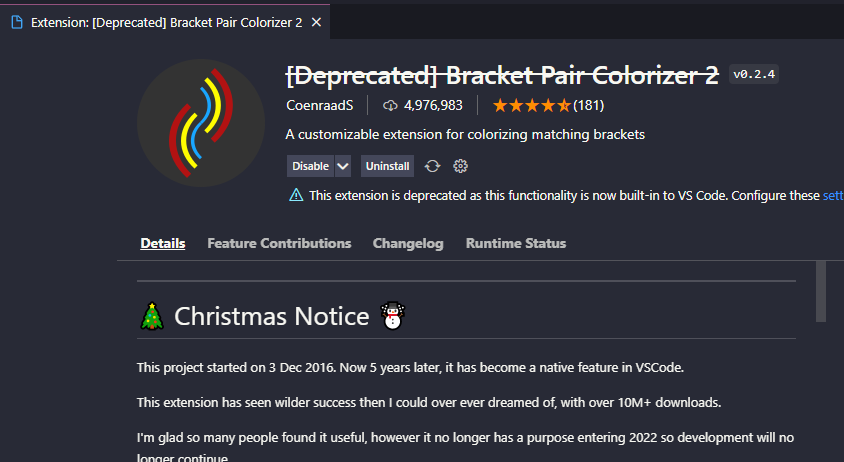 Extension: [Deprecated] Bracket Pair Colorizer 2
[Deprecated] Bracket Pair Colorizer 2 v0.2.4
CoenraadS 4,976,983 (181)
A customizable extension for colorizing matching brackets
Disable Uninstall
This extension is deprecated as this functionality is now built-in to VS Code. Configure these sett
Details Feature Contributions Changelog Runtime Status
Christmas Notice
This project started on 3 Dec 2016. Now 5 years later, it has become a native feature in VSCode.
This extension has seen wilder success then I could over ever dreamed of, with over 10M+ downloads.
I'm glad so many people found it useful, however it no longer has a purpose entering 2022 so development will no
longer continue